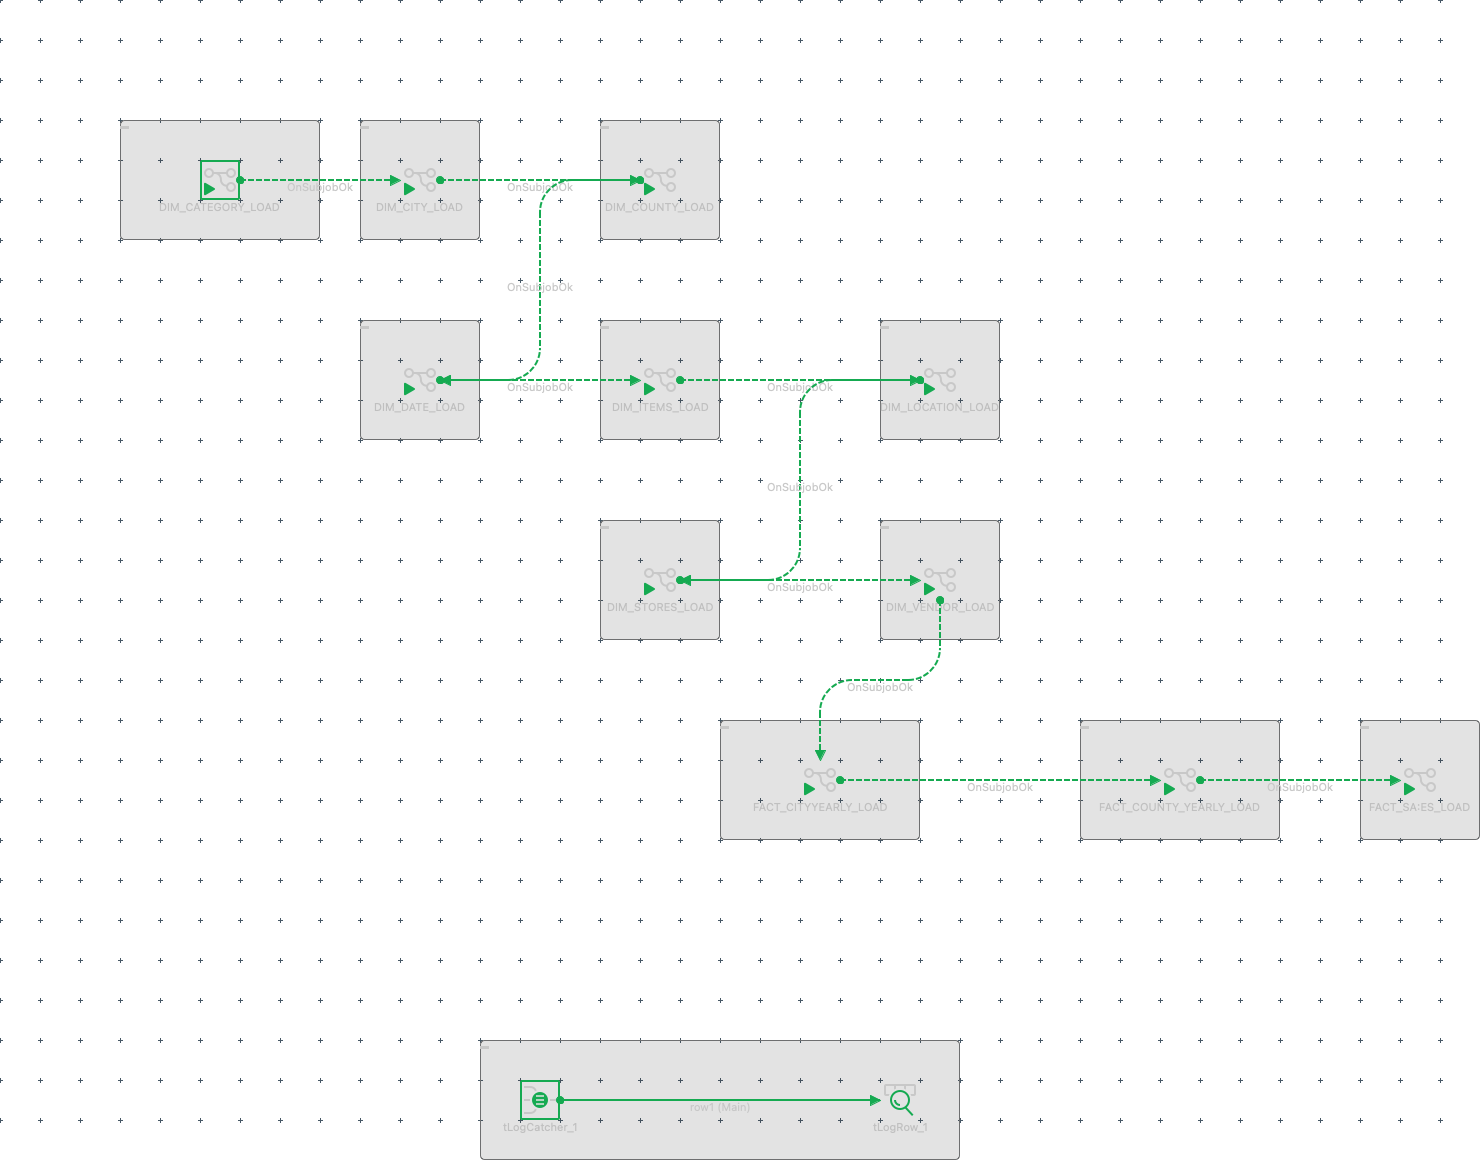 OnSubjobOk
OnSubjobOk
DIM_CATEGORY_LOAD
DIM_CITY_LOAD
DIM_COUNTY_LOAD
OnSubjobOk
OnSubjobOk
OnSubjobOk
DIM_DATE_LOAD
DIM_ITEMS_LOAD
DIM_LOCATION_LOAD
OnSubjobOk
OnSubjobOk
DIM_STORES_LOAD
DIM_VENDOR_LOAD
OnSubjobOk
OnSubjobOk
OnSubjobOk
FACT_CITYYEARLY_LOAD
FACT_COUNTY_YEARLY_LOAD
FACT_SA:ES_LOAD
row1 (Main)
tLogCatcher_1
tLogRow_1